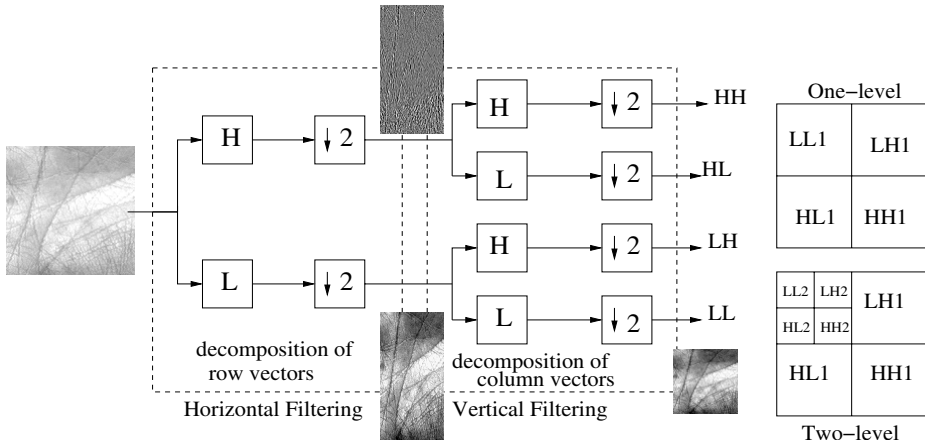 H
↓ 2
H
↓ 2
HH
L
↓ 2
HL
L
↓ 2
H
↓ 2
LH
L
↓ 2
LL
decomposition of
row vectors
decomposition of
column vectors
Horizontal Filtering
Vertical Filtering
One-level
LL1 LH1
HL1 HH1
LL2 LH2 LH1
HL2 HH2
HL1 HH1
Two-level